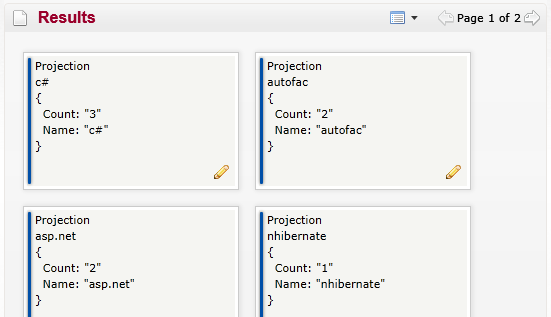 Results
Page 1 of 2
Projection
c#
{
Count: "3"
Name: "c#"
}
Projection
autofac
{
Count: "2"
Name: "autofac"
}
Projection
asp.net
{
Count: "2"
Name: "asp.net"
}
Projection
nhibernate
{
Count: "1"
Name: "nhibernate"
}